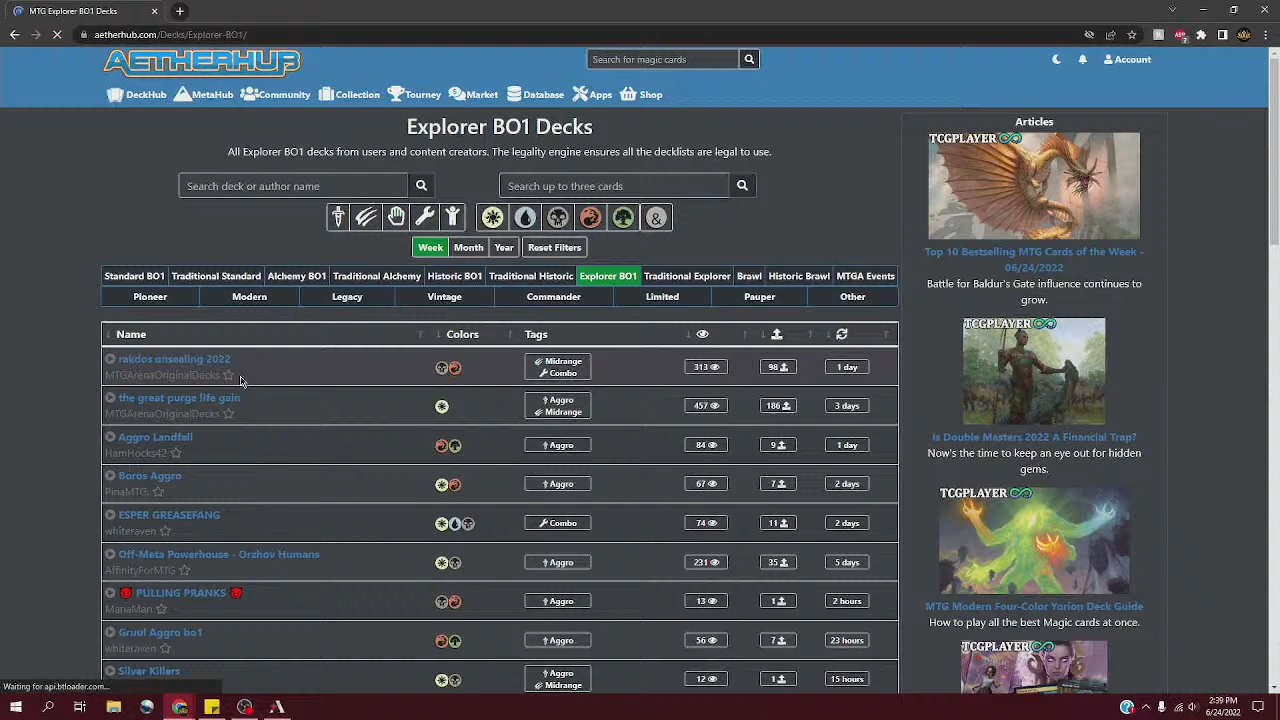 MTG Explorer BO1 Decks
aetherhub.com/Decks/Explorer-BO1/
AETHERHUB
Search for magic cards
Account
DeckHub MetaHub Community Collection Tourney Market Database Apps Shop
Explorer BO1 Decks
All Explorer BO1 decks from users and content creators. The legality engine ensures all the decklists are legal to use.
Search deck or author name
Search up to three cards
&
Week Month Year Reset Filters
Standard BO1 Traditional Standard Alchemy BO1 Traditional Alchemy Historic BO1 Traditional Historic Explorer BO1 Traditional Explorer Brawl Historic Brawl MTGA Events
Pioneer Modern Legacy Vintage Commander Limited Pauper Other
Name Colors Tags
rakdos unsealing 2022
MTGArenaOriginalDecks
Midrange
Combo
313 98 1 day
the great purge life gain
MTGArenaOriginalDecks
Aggro
Midrange
457 186 3 days
Aggro Landfall
HamHocks42
Aggro
84 9 1 day
Boros Aggro
PinaMTG.
Aggro
67 7 2 days
ESPER GREASEFANG
whiteraven
Combo
74 11 2 days
Off-Meta Powerhouse - Orzhov Humans
AffinityForMTG
Aggro
231 35 5 days
PULLING PRANKS
ManaMan
Aggro
13 1 2 hours
Gruul Aggro bo1
whiteraven
Aggro
56 7 23 hours
Silver Killers
Aggro
Midrange
12 1 15 hours
Articles
TCGPLAYER
Top 10 Bestselling MTG Cards of the Week -
06/24/2022
Battle for Baldur's Gate influence continues to
grow.
TCGPLAYER
Is Double Masters 2022 A Financial Trap?
Now's the time to keep an eye out for hidden
gems.
TCGPLAYER
MTG Modern Four-Color Yorion Deck Guide
How to play all the best Magic cards at once.
TCGPLAYER
Waiting for api.btloader.com...
2:39 PM
6/24/2022